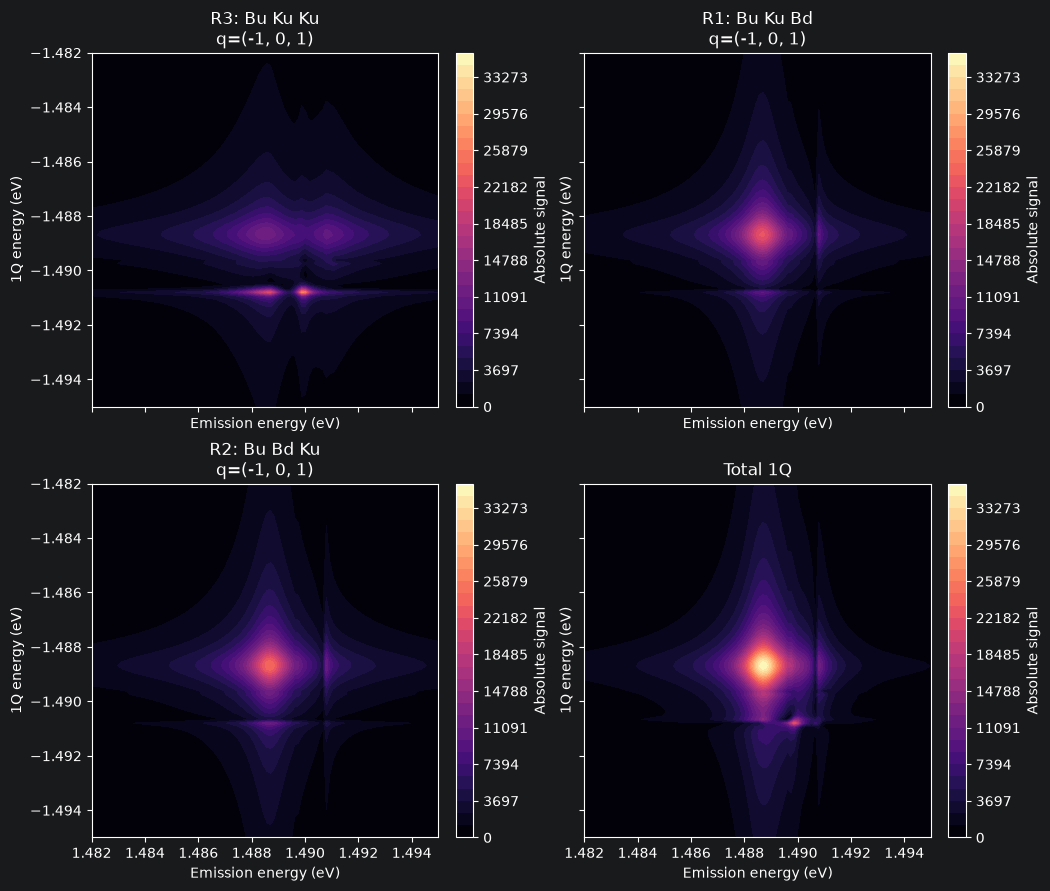 R3: Bu Ku Ku
q=(-1, 0, 1)
−1.482
−1.484
−1.486
−1.488
−1.490
−1.492
−1.494
1Q energy (eV)
Emission energy (eV)
33273
29576
25879
22182
18485
14788
11091
7394
3697
0
Absolute signal
R1: Bu Ku Bd
q=(-1, 0, 1)
1Q energy (eV)
Emission energy (eV)
33273
29576
25879
22182
18485
14788
11091
7394
3697
0
Absolute signal
R2: Bu Bd Ku
q=(-1, 0, 1)
−1.482
−1.484
−1.486
−1.488
−1.490
−1.492
−1.494
1Q energy (eV)
1.482 1.484 1.486 1.488 1.490 1.492 1.494
Emission energy (eV)
33273
29576
25879
22182
18485
14788
11091
7394
3697
0
Absolute signal
Total 1Q
1Q energy (eV)
1.482 1.484 1.486 1.488 1.490 1.492 1.494
Emission energy (eV)
33273
29576
25879
22182
18485
14788
11091
7394
3697
0
Absolute signal